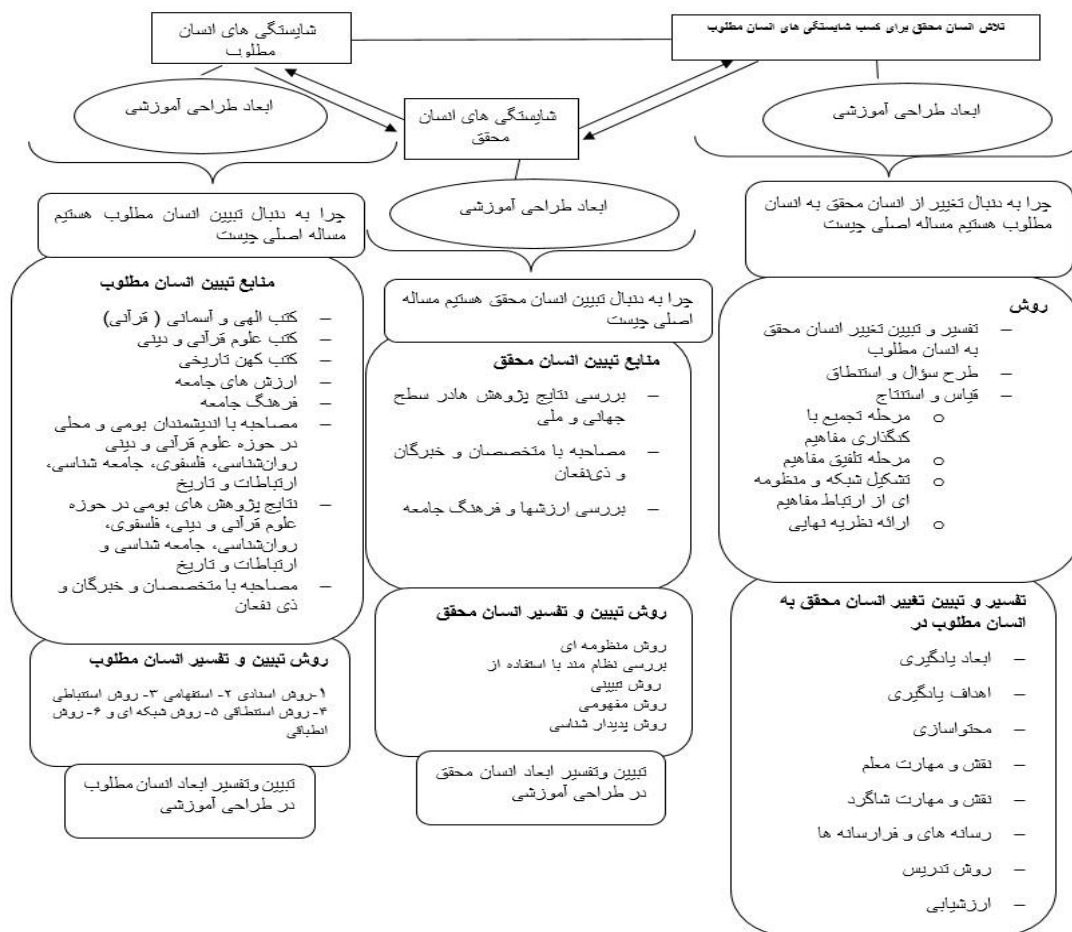 تلاش انسان محقق برای کسب شایستگی های انسان مطلوب
ابعاد طراحی آموزشی
چرا به دنبال تغییر از انسان محقق به انسان
مطلوب هستیم مساله اصلی چیست
روش
– تفسیر و تبیین تغییر انسان محقق
به انسان مطلوب
– طرح سؤال و استنطاق
– قیاس و استنتاج
o مرحله تجمیع با
کنگذاری مفاهیم
o مرحله تلفیق مفاهیم
o تشکیل شبکه و منظومه
ای از ارتباط مفاهیم
o ارائه نظریه نهایی
تفسیر و تبیین تغییر انسان محقق به
انسان مطلوب در
– ابعاد یادگیری
– اهداف یادگیری
– محتواسازی
– نقش و مهارت معلم
– نقش و مهارت شاگرد
– رسانه های و فرارسانه ها
– روش تدریس
– ارزشیابی
شایستگی های انسان
محقق
ابعاد طراحی آموزشی
چرا به دنبال تبیین انسان محقق هستیم مساله
اصلی چیست
منابع تبیین انسان محقق
– بررسی نتایج پژوهش هادر سطح
جهانی و ملی
– مصاحبه با متخصصان و خبرگان
و ذی‌نفعان
– بررسی ارزشها و فرهنگ جامعه
روش تبیین و تفسیر انسان محقق
روش منظومه ای
بررسی نظام مند با استفاده از
روش تبیینی
روش مفهومی
روش پدیدار شناسی
تبیین وتفسیر ابعاد انسان محقق
در طراحی آموزشی
شایستگی های انسان
مطلوب
ابعاد طراحی آموزشی
چرا به دنبال تبیین انسان مطلوب هستیم
مساله اصلی چیست
منابع تبیین انسان مطلوب
– کتب الهی و آسمانی ( قرآنی)
– کتب علوم قرآنی و دینی
– کتب کهن تاریخی
– ارزش های جامعه
– فرهنگ جامعه
– مصاحبه با اندیشمندان بومی و محلی
در حوزه علوم قرآنی و دینی
روان‌شناسی، فلسفوی، جامعه شناسی،
ارتباطات و تاریخ
– نتایج پژوهش های بومی در حوزه
علوم قرآنی و دینی، فلسفوی،
روان‌شناسی، جامعه شناسی و
ارتباطات و تاریخ
– مصاحبه با متخصصان و خبرگان و
ذی نفعان
روش تبیین و تفسیر انسان مطلوب
۱-روش اسنادی ۲- استفهامی ۳- روش استنباطی
۴- روش استنطاقی ۵- روش شبکه ای و ۶- روش
انطباقی
تبیین وتفسیر ابعاد انسان مطلوب
در طراحی آموزشی